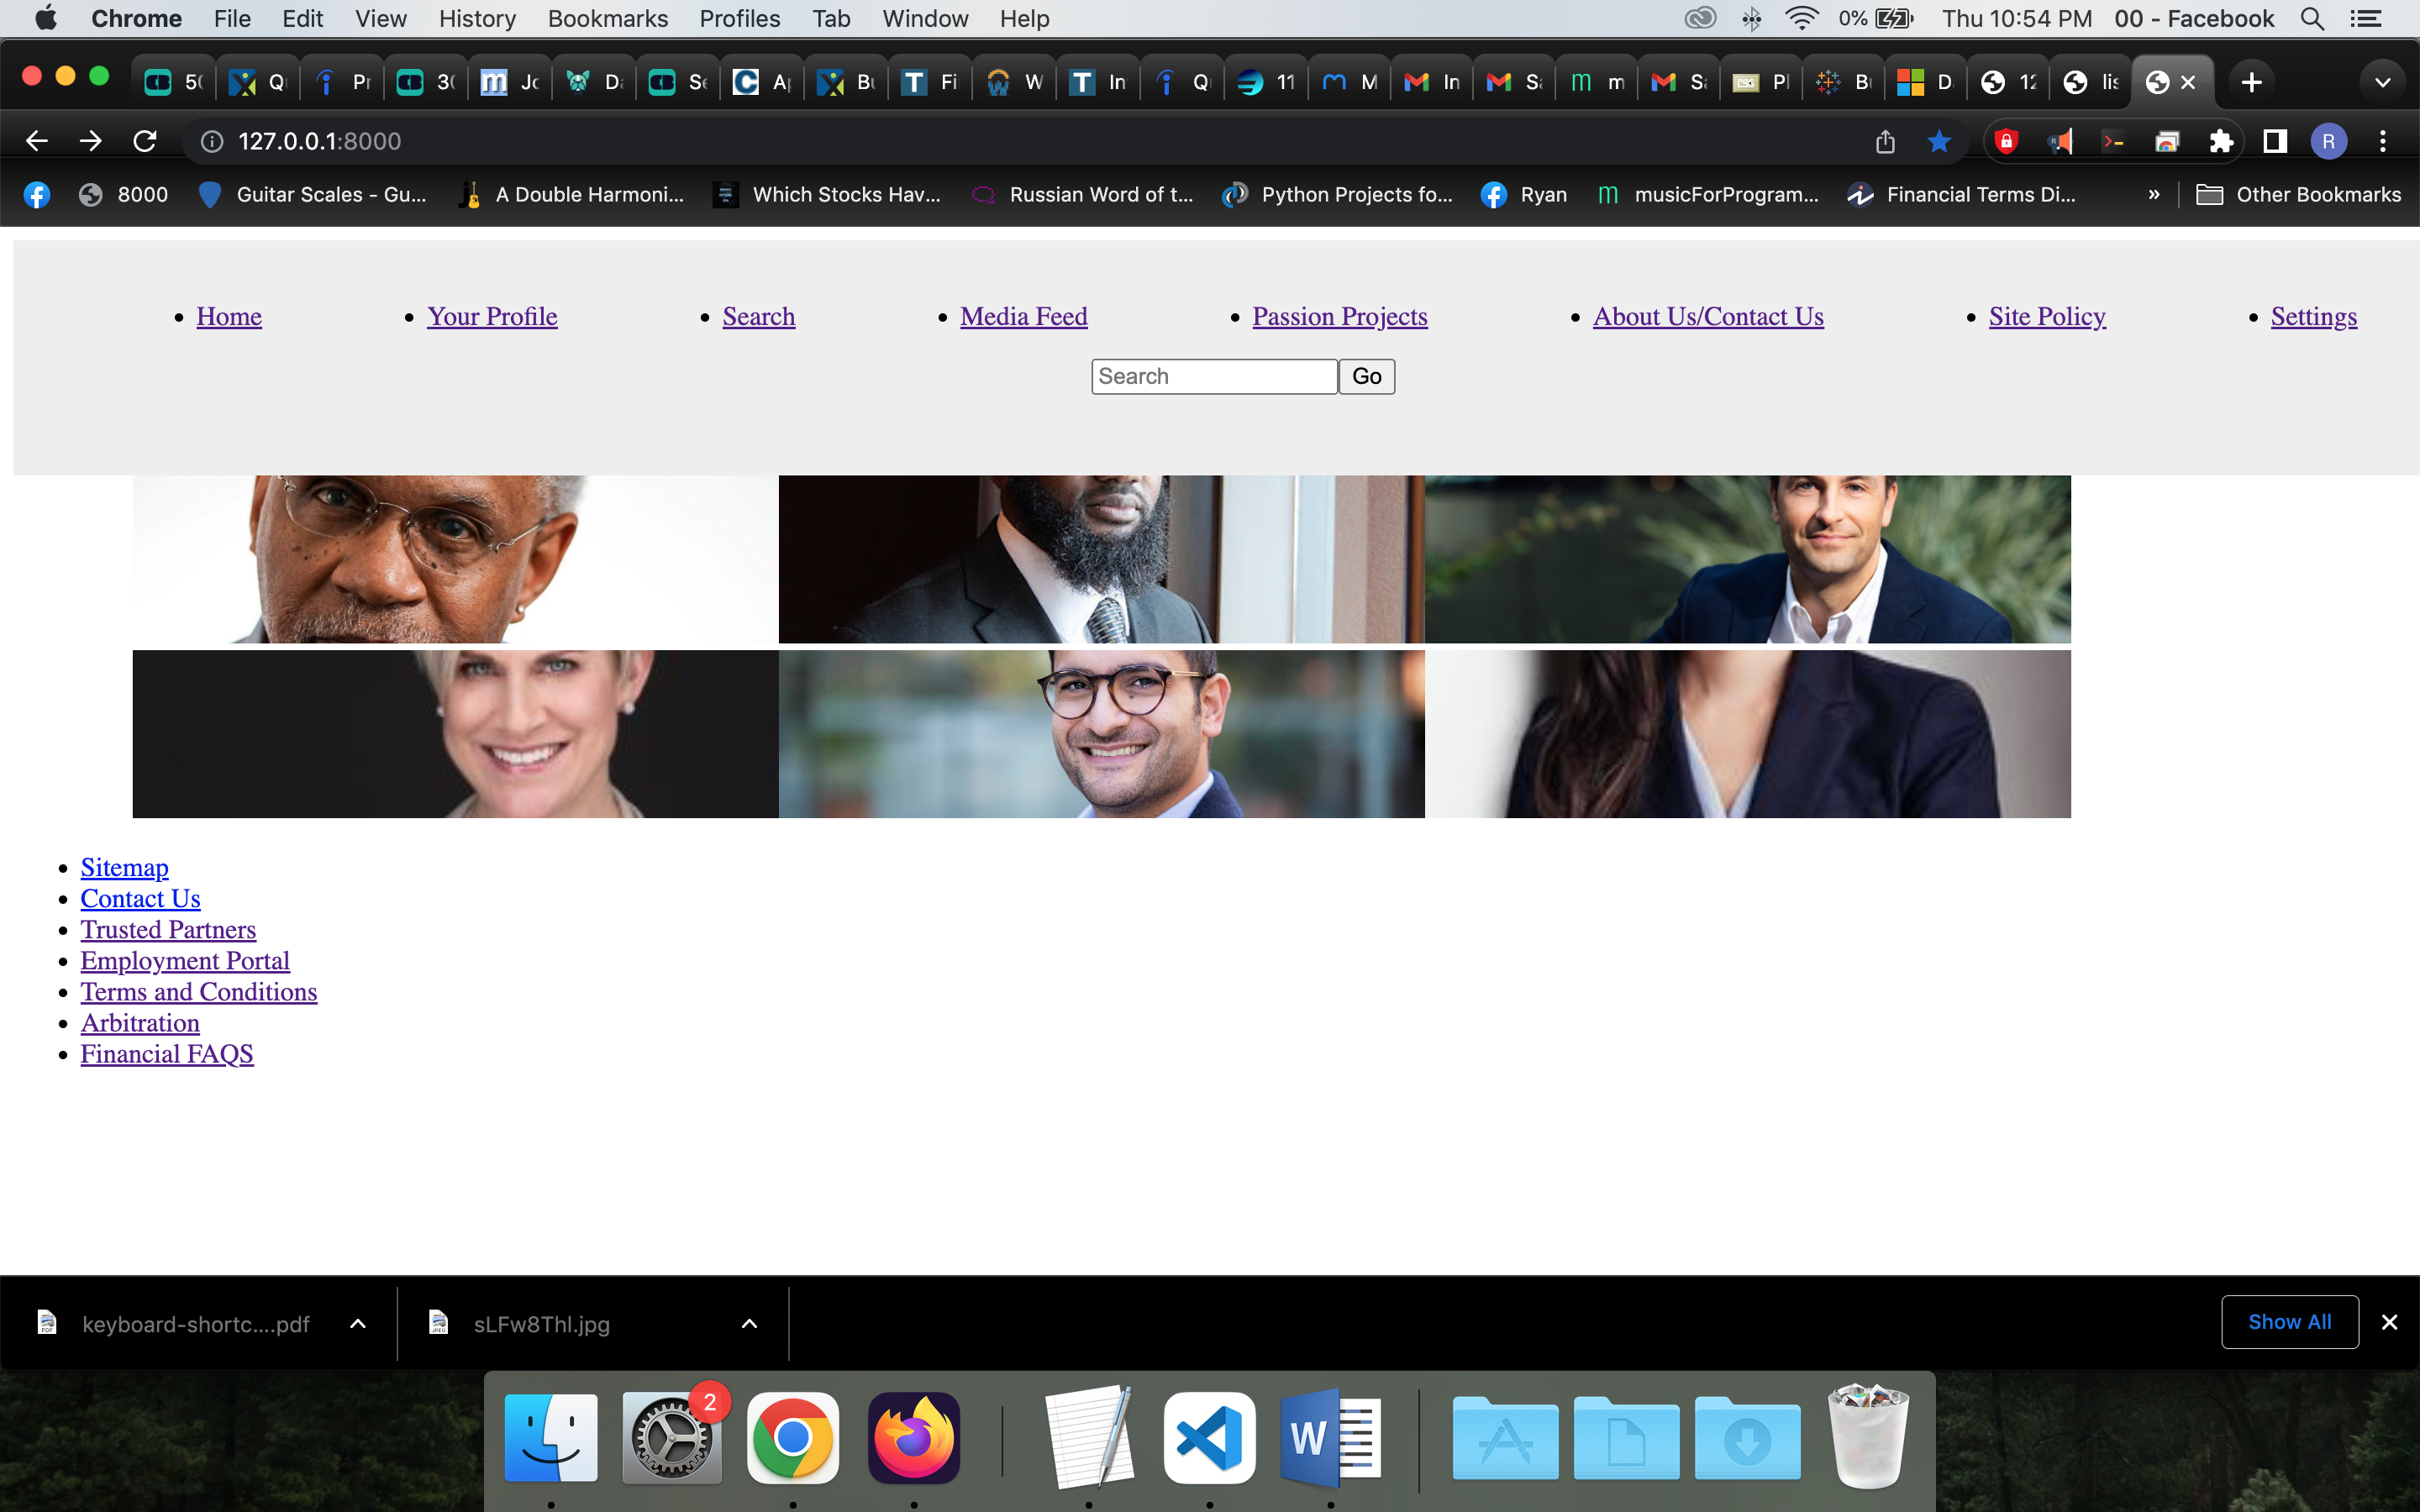 Chrome File Edit View History Bookmarks Profiles Tab Window Help 0% Thu 10:54 PM 00 - Facebook
5( Q Pr 3( m Jc D Se C A Bu T Fi W T In Q 11 M In Sa m m Sa Pl B D 12 lis
127.0.0.1:8000 R
8000 Guitar Scales - Gu... A Double Harmoni... Which Stocks Hav... Russian Word of t... Python Projects fo... Ryan musicForProgram... Financial Terms Di... » Other Bookmarks
Home Your Profile Search Media Feed Passion Projects About Us/Contact Us Site Policy Settings
Search Go
Sitemap
Contact Us
Trusted Partners
Employment Portal
Terms and Conditions
Arbitration
Financial FAQS
keyboard-shortc....pdf sLFw8Thl.jpg Show All
2
W